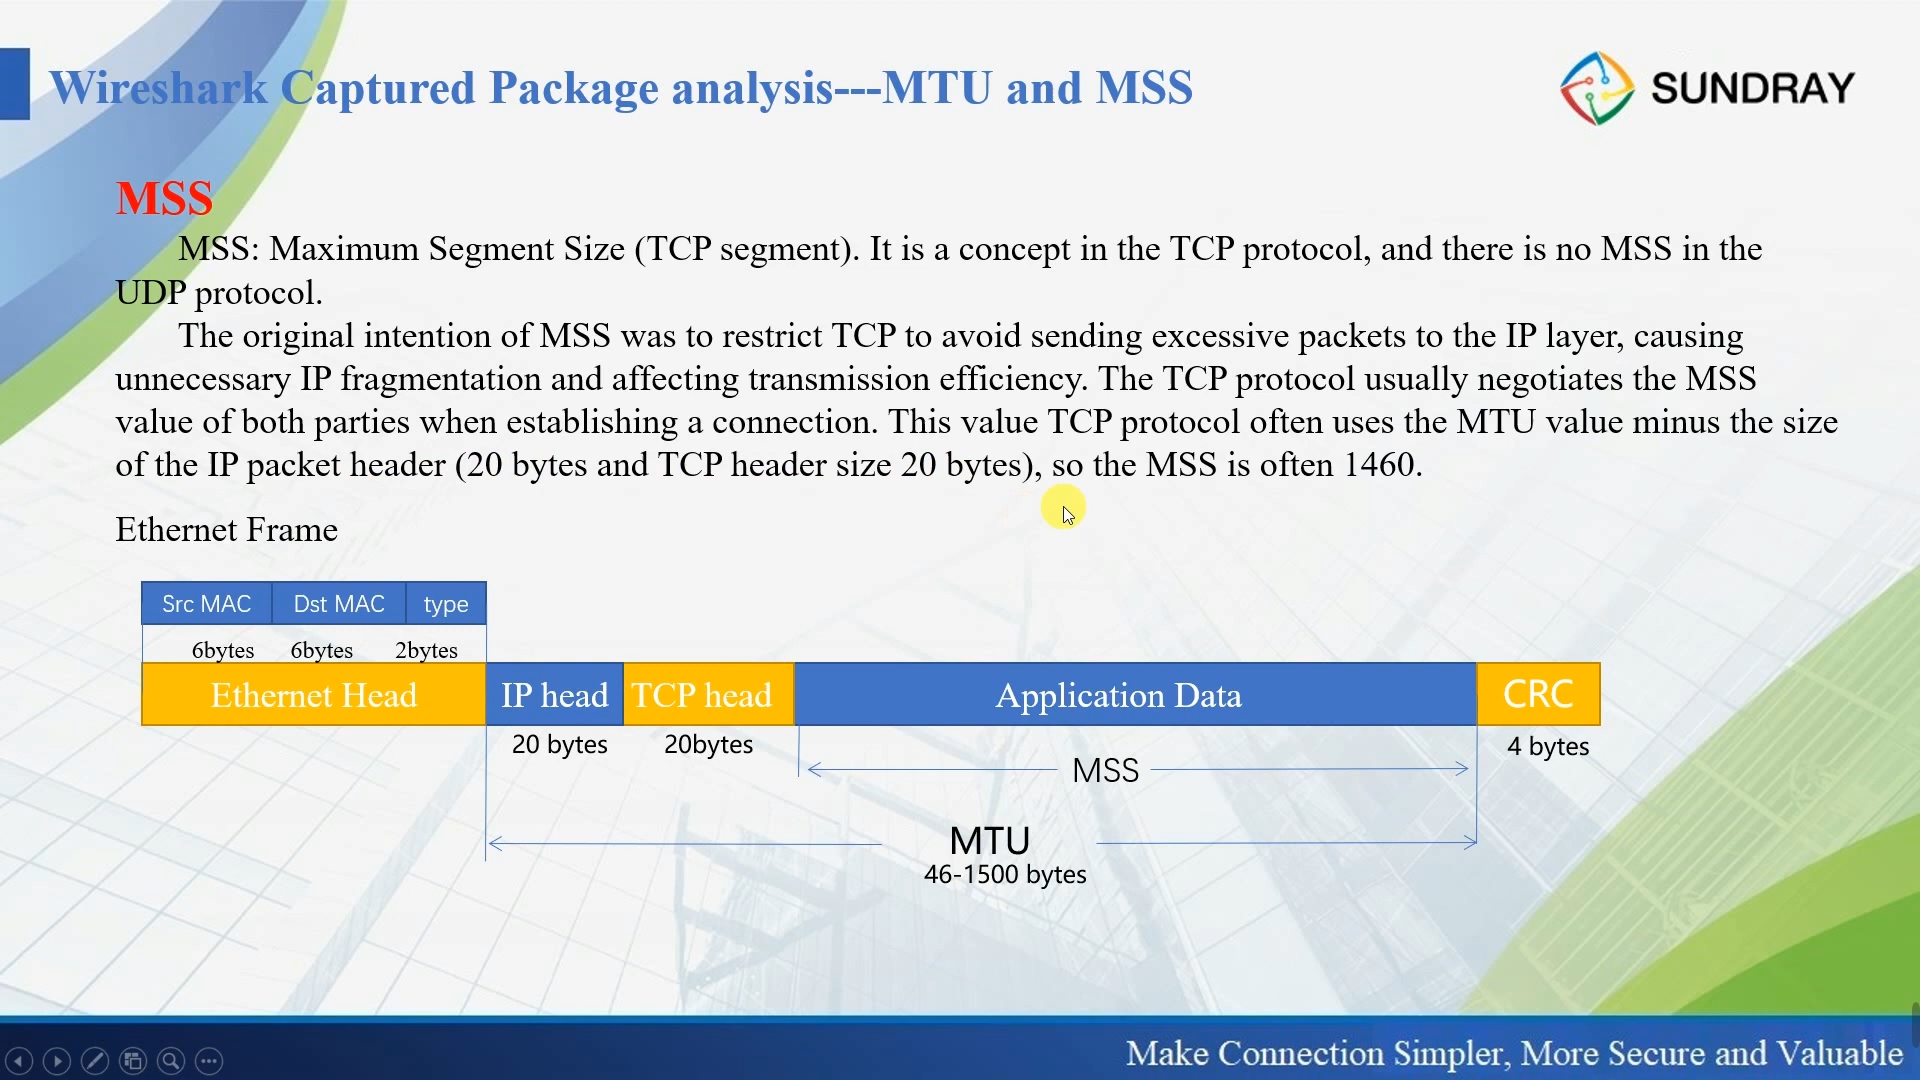 Wireshark Captured Package analysis---MTU and MSS
SUNDRAY
MSS
MSS: Maximum Segment Size (TCP segment). It is a concept in the TCP protocol, and there is no MSS in the
UDP protocol.
The original intention of MSS was to restrict TCP to avoid sending excessive packets to the IP layer, causing
unnecessary IP fragmentation and affecting transmission efficiency. The TCP protocol usually negotiates the MSS
value of both parties when establishing a connection. This value TCP protocol often uses the MTU value minus the size
of the IP packet header (20 bytes and TCP header size 20 bytes), so the MSS is often 1460.
Ethernet Frame
Src MAC Dst MAC type
6bytes 6bytes 2bytes
Ethernet Head IP head TCP head Application Data CRC
20 bytes 20bytes 4 bytes
MSS
MTU
46-1500 bytes
Make Connection Simpler, More Secure and Valuable